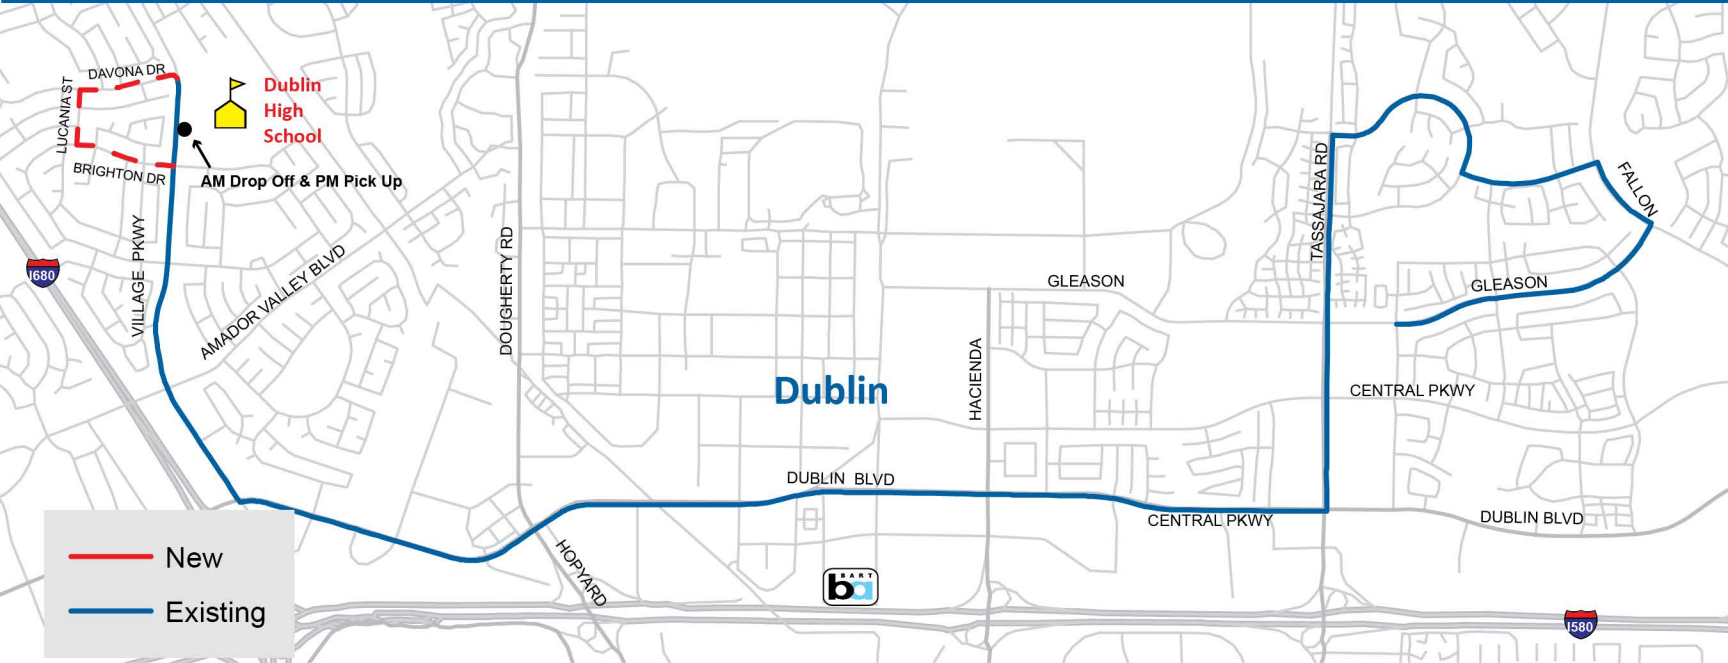 DAVONA DR
LUCANIA ST
BRIGHTON DR
Dublin
High
School
AM Drop Off & PM Pick Up
VILLAGE PKWY
AMADOR VALLEY BLVD
I680
DOUGHERTY RD
HOPYARD
Dublin
DUBLIN BLVD
HACIENDA
GLEASON
CENTRAL PKWY
TASSAJARA RD
FALLON
GLEASON
CENTRAL PKWY
DUBLIN BLVD
BART
ba
I580
New
Existing